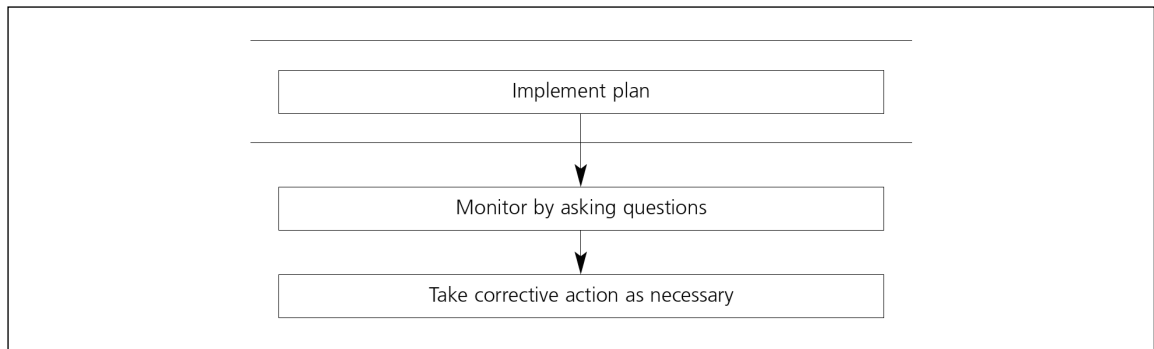 Implement plan
Monitor by asking questions
Take corrective action as necessary